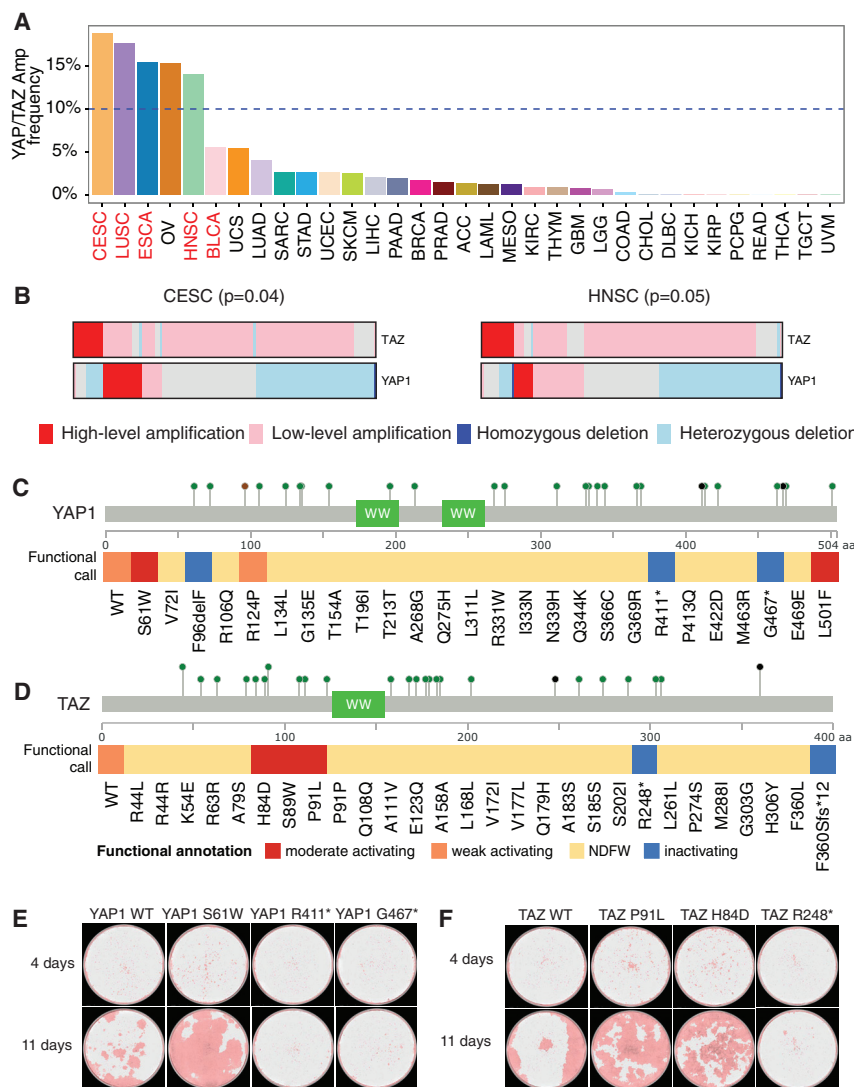 A
YAP/TAZ Amp
frequency
15%
10%
5%
0%
CESC
LUSC
ESCA
OV
HNSC
BLCA
UCS
LUAD
SARC
STAD
UCEC
SKCM
LIHC
PAAD
BRCA
PRAD
ACC
LAML
MESO
KIRC
THYM
GBM
LGG
COAD
CHOL
DLBC
KICH
KIRP
PCPG
READ
THCA
TGCT
UVM
B
CESC (p=0.04)
HNSC (p=0.05)
TAZ
YAP1
TAZ
YAP1
High-level amplification
Low-level amplification
Homozygous deletion
Heterozygous deletion
C
YAP1
WW
WW
0
100
200
300
400
504 aa
Functional
call
WT
S61W
V72I
F96delF
R106Q
R124P
L134L
G135E
T154A
T196I
T213T
A268G
Q275H
L311L
R331W
I333N
N339H
Q344K
S366C
G369R
R411*
P413Q
E422D
M463R
G467*
E469E
L501F
D
TAZ
WW
0
100
200
300
400
aa
Functional
call
WT
R44L
R44R
K54E
R63R
A79S
H84D
S89W
P91L
P91P
Q108Q
A111V
E123Q
A158A
L168L
V172I
V177L
Q179H
A183S
S185S
S202I
R248*
L261L
P274S
M288I
G303G
H306Y
F360L
F360Sfs*12
Functional annotation
moderate activating
weak activating
NDFW
inactivating
E
YAP1 WT
YAP1 S61W
YAP1 R411*
YAP1 G467*
4 days
11 days
F
TAZ WT
TAZ P91L
TAZ H84D
TAZ R248*
4 days
11 days